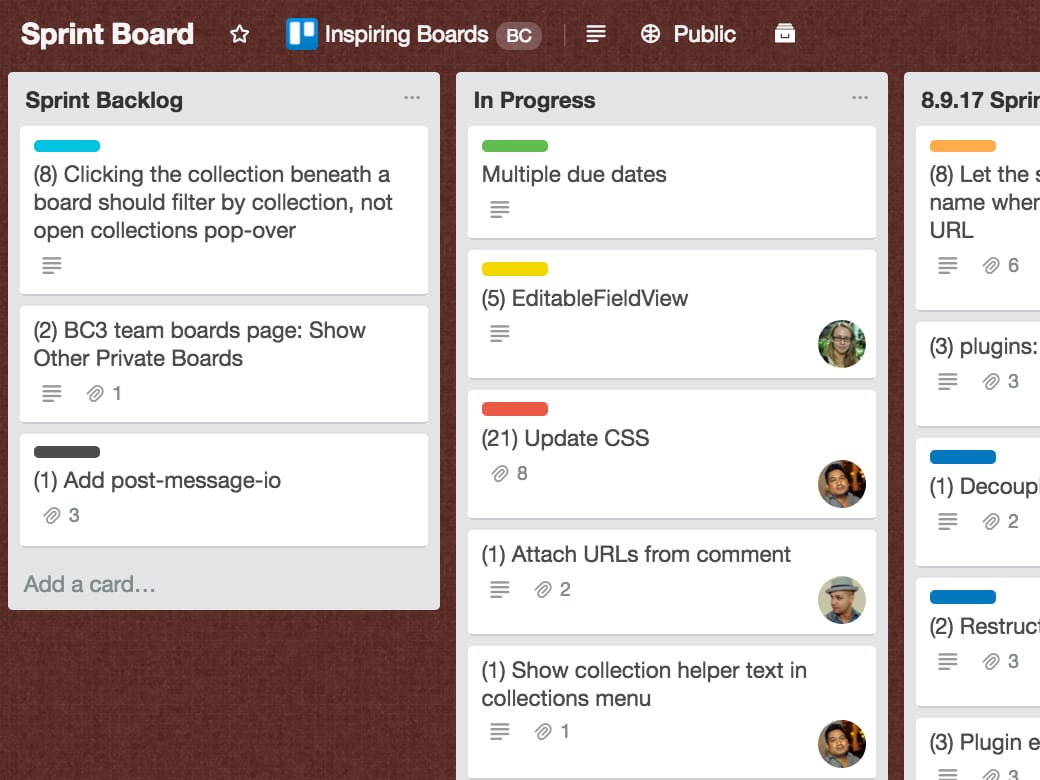 Sprint Board
Inspiring Boards BC
Public
Sprint Backlog
(8) Clicking the collection beneath a
board should filter by collection, not
open collections pop-over
(2) BC3 team boards page: Show
Other Private Boards
1
(1) Add post-message-io
3
Add a card…
In Progress
Multiple due dates
(5) EditableFieldView
(21) Update CSS
8
(1) Attach URLs from comment
2
(1) Show collection helper text in
collections menu
1
8.9.17
(8) Let the
name
URL
6
(3) plugins:
3
(1)
2
(2)
3
(3) Plugin
3